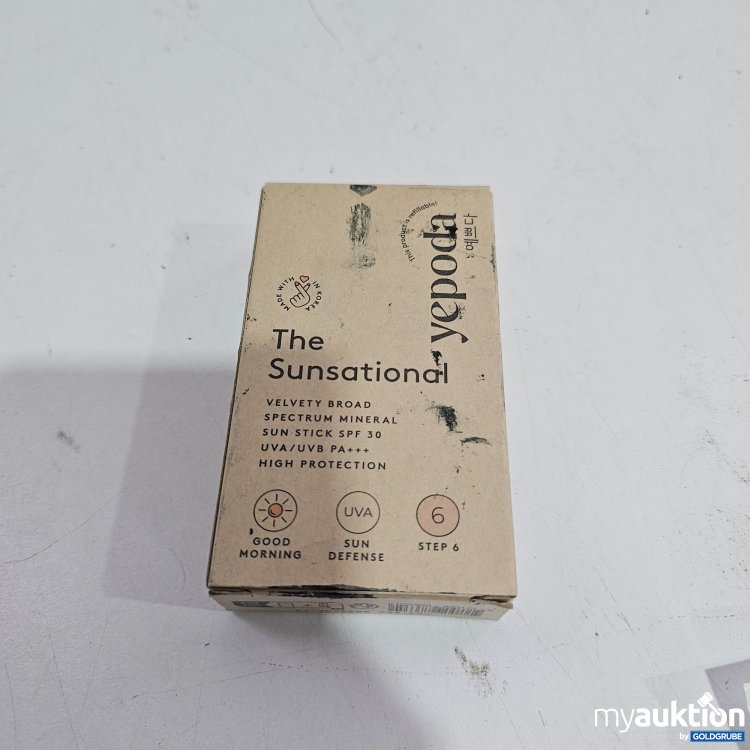 This product is refillable!
yepoda
예쁘다
MADE WITH
IN KOREA
The
Sunsational
VELVETY BROAD
SPECTRUM MINERAL
SUN STICK SPF 30
UVA/UVB PA+++
HIGH PROTECTION
UVA
6
GOOD
MORNING
SUN
DEFENSE
STEP 6
myauktion
by GOLDGRUBE